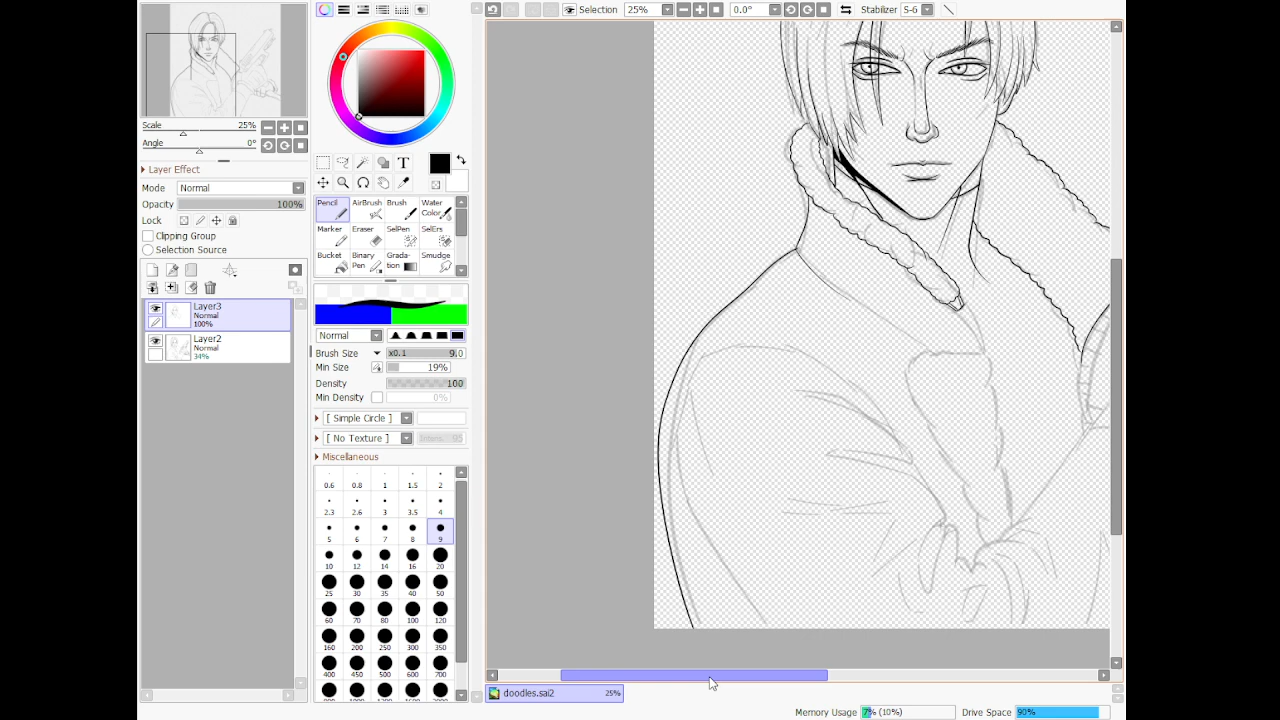 Selection 25% 0.0° Stabilizer S-6
Scale 25%
Angle 0°
Layer Effect
Mode Normal
Opacity 100%
Lock
Clipping Group
Selection Source
Layer3
Normal
100%
Layer2
Normal
34%
T
Pencil AirBrush Brush Water Color
Marker Eraser SelPen SelErs
Bucket Binary Pen Grada-tion Smudge
Normal
Brush Size x0.1 9.0
Min Size 19%
Density 100
Min Density 0%
[ Simple Circle ]
[ No Texture ] Intens. 95
Miscellaneous
0.6 0.8 1 1.5 2
2.3 2.6 3 3.5 4
5 6 7 8 9
10 12 14 16 20
25 30 35 40 50
60 70 80 100 120
160 200 250 300 350
400 450 500 600 700
doodles.sai2 25%
Memory Usage 7% (10%) Drive Space 90%